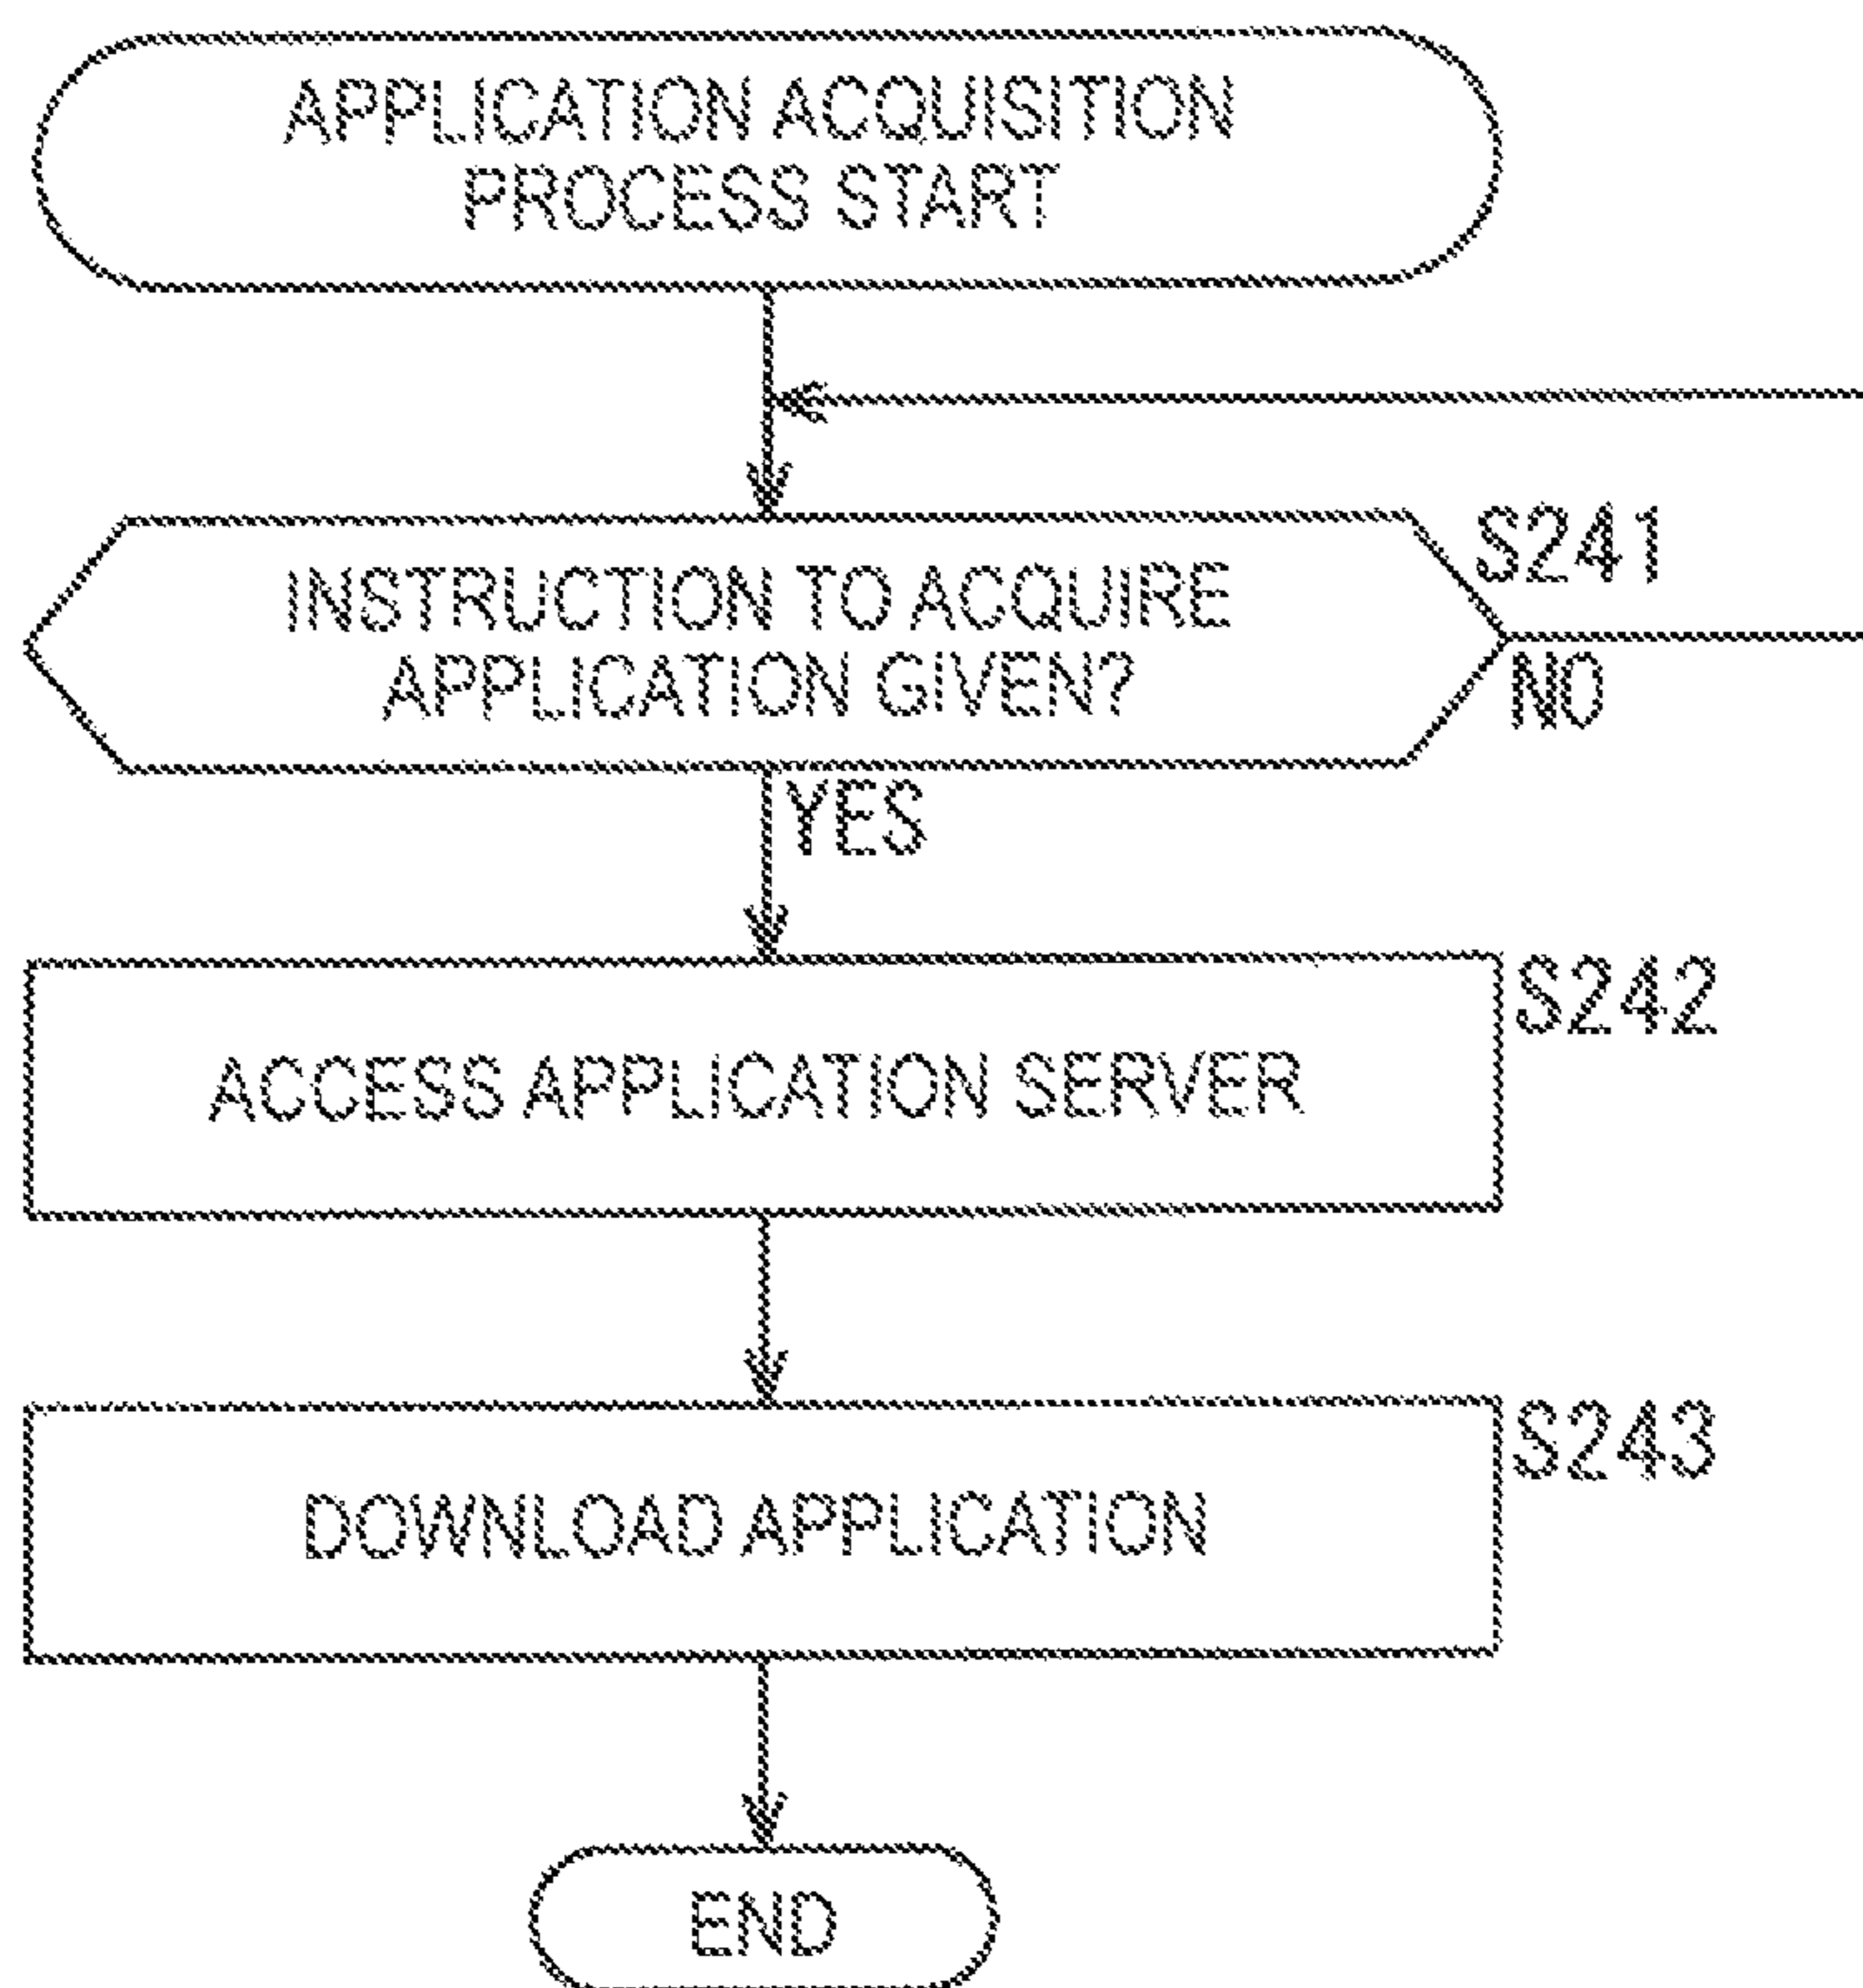 APPLICATION ACQUISITION
PROCESS START
S241
INSTRUCTION TO ACQUIRE
APPLICATION GIVEN?
NO
YES
S242
ACCESS APPLICATION SERVER
S243
DOWNLOAD APPLICATION
END